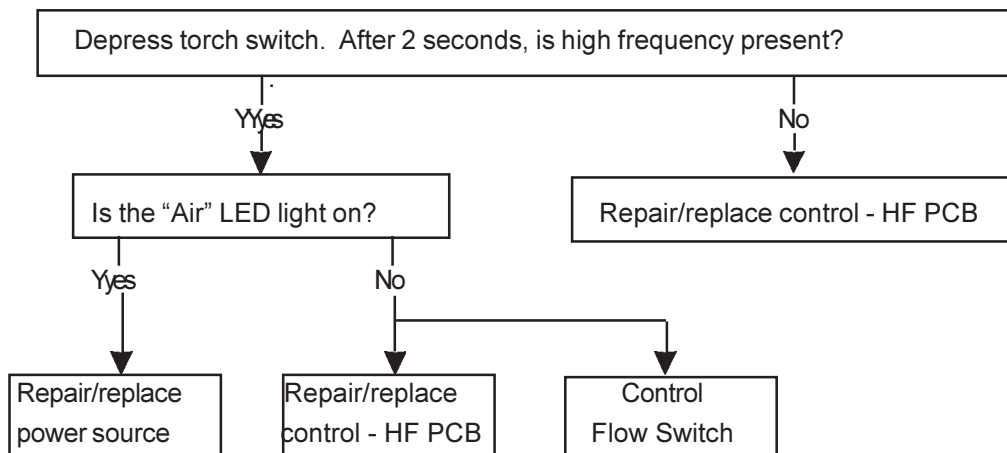 Depress torch switch. After 2 seconds, is high frequency present?
YYyes
No
Is the “Air” LED light on?
Repair/replace control - HF PCB
Yyes
No
Repair/replace
power source
Repair/replace
control - HF PCB
Control
Flow Switch